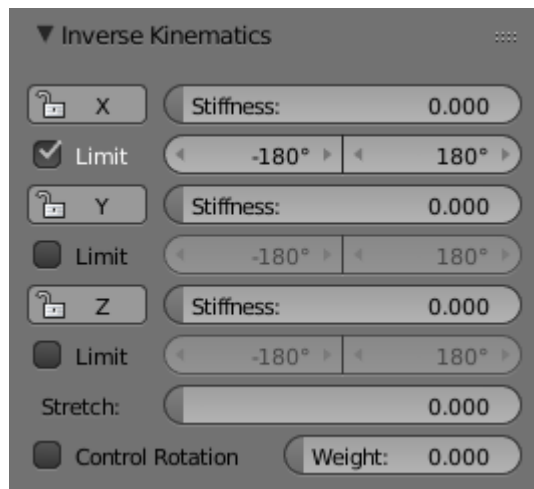 Inverse Kinematics
X Stiffness: 0.000
Limit -180° 180°
Y Stiffness: 0.000
Limit -180° 180°
Z Stiffness: 0.000
Limit -180° 180°
Stretch: 0.000
Control Rotation Weight: 0.000